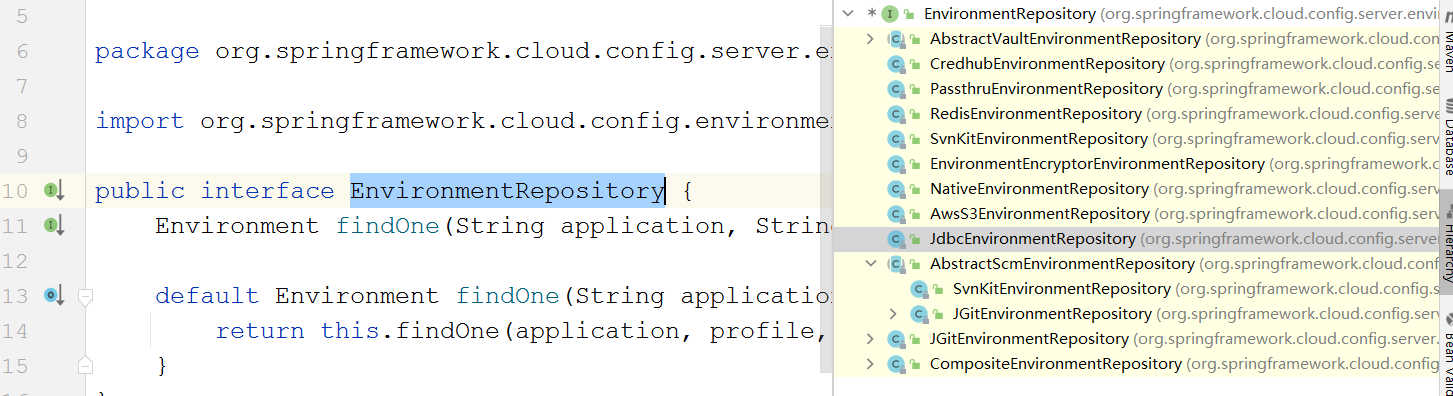 5
6 package org.springframework.cloud.config.server.en
7
8 import org.springframework.cloud.config.environmen
9
10 public interface EnvironmentRepository {
11 Environment findOne(String application, String
12
13 default Environment findOne(String application
14 return this.findOne(application, profile,
15 }
EnvironmentRepository (org.springframework.cloud.config.server.envi
AbstractVaultEnvironmentRepository (org.springframework.cloud.con
CredhubEnvironmentRepository (org.springframework.cloud.config.se
PassthruEnvironmentRepository (org.springframework.cloud.config.se
RedisEnvironmentRepository (org.springframework.cloud.config.serve
SvnKitEnvironmentRepository (org.springframework.cloud.config.serv
EnvironmentEncryptorEnvironmentRepository (org.springframework.c
NativeEnvironmentRepository (org.springframework.cloud.config.serv
AwsS3EnvironmentRepository (org.springframework.cloud.config.serv
JdbcEnvironmentRepository (org.springframework.cloud.config.server
AbstractScmEnvironmentRepository (org.springframework.cloud.conf
SvnKitEnvironmentRepository (org.springframework.cloud.config.s
JGitEnvironmentRepository (org.springframework.cloud.config.serv
JGitEnvironmentRepository (org.springframework.cloud.config.server.
CompositeEnvironmentRepository (org.springframework.cloud.config
Maven
Database
Hierarchy
Bean Valid